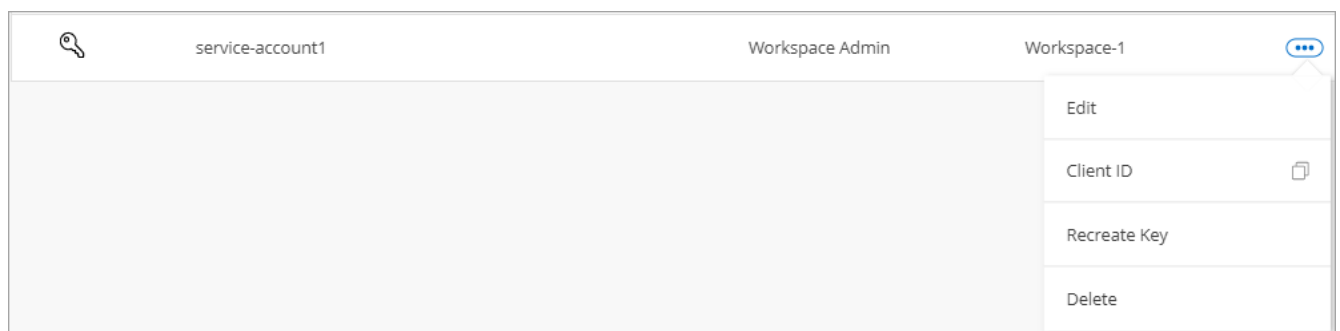 service-account1 Workspace Admin Workspace-1
Edit
Client ID
Recreate Key
Delete